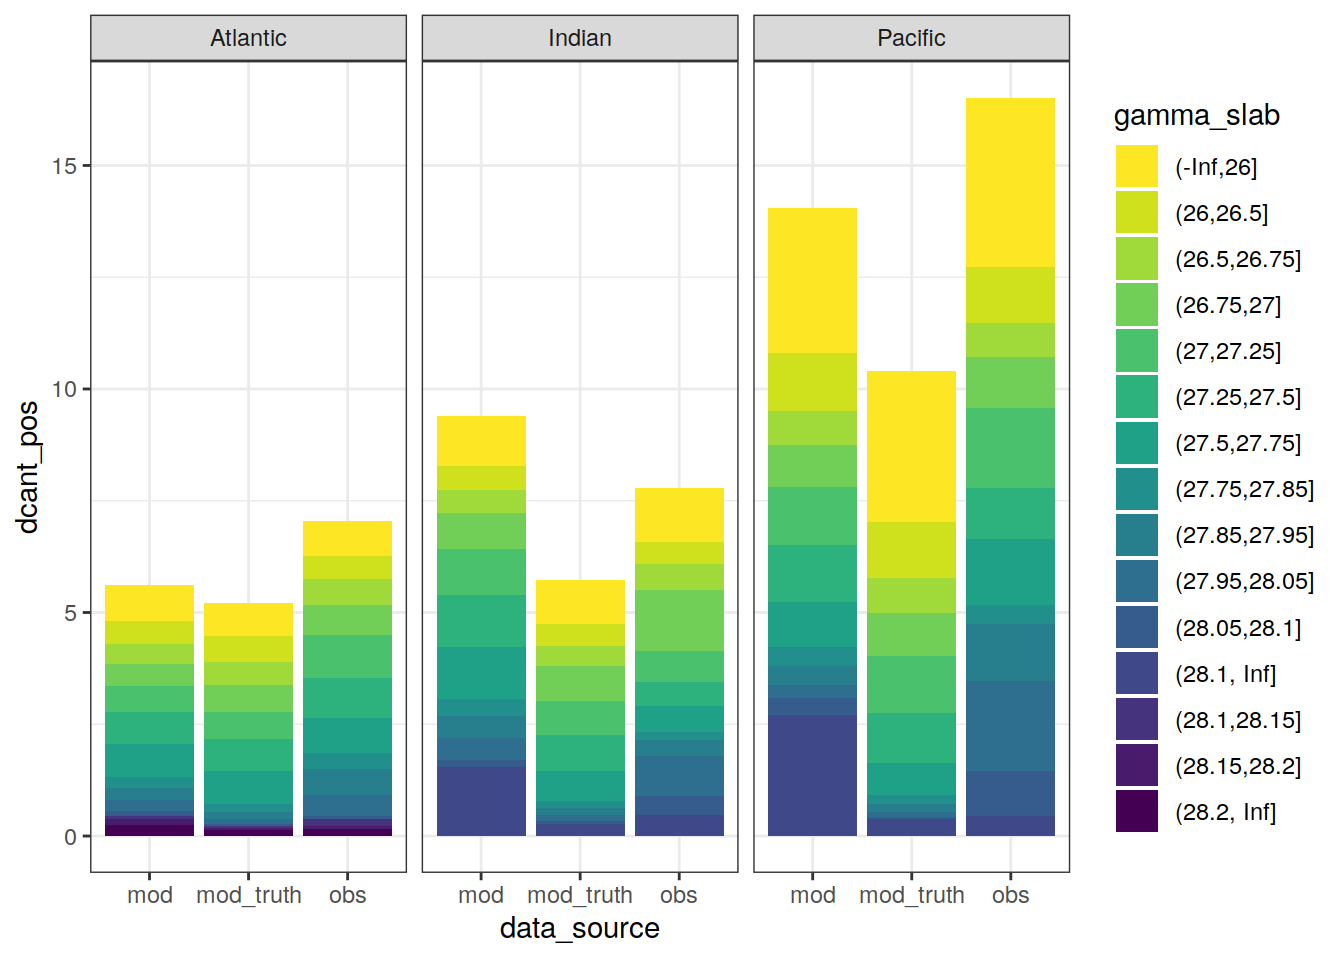 Atlantic
Indian
Pacific
15
10
5
0
dcant_pos
mod
mod_truth
obs
mod
mod_truth
obs
mod
mod_truth
obs
data_source
gamma_slab
(-Inf,26]
(26,26.5]
(26.5,26.75]
(26.75,27]
(27,27.25]
(27.25,27.5]
(27.5,27.75]
(27.75,27.85]
(27.85,27.95]
(27.95,28.05]
(28.05,28.1]
(28.1, Inf]
(28.1,28.15]
(28.15,28.2]
(28.2, Inf]